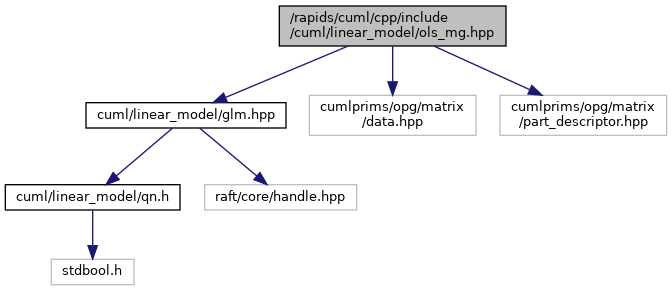 /rapids/cuml/cpp/include
/cuml/linear_model/ols_mg.hpp
cuml/linear_model/glm.hpp
cumlprims/opg/matrix
/data.hpp
cumlprims/opg/matrix
/part_descriptor.hpp
cuml/linear_model/qn.h
raft/core/handle.hpp
stdbool.h